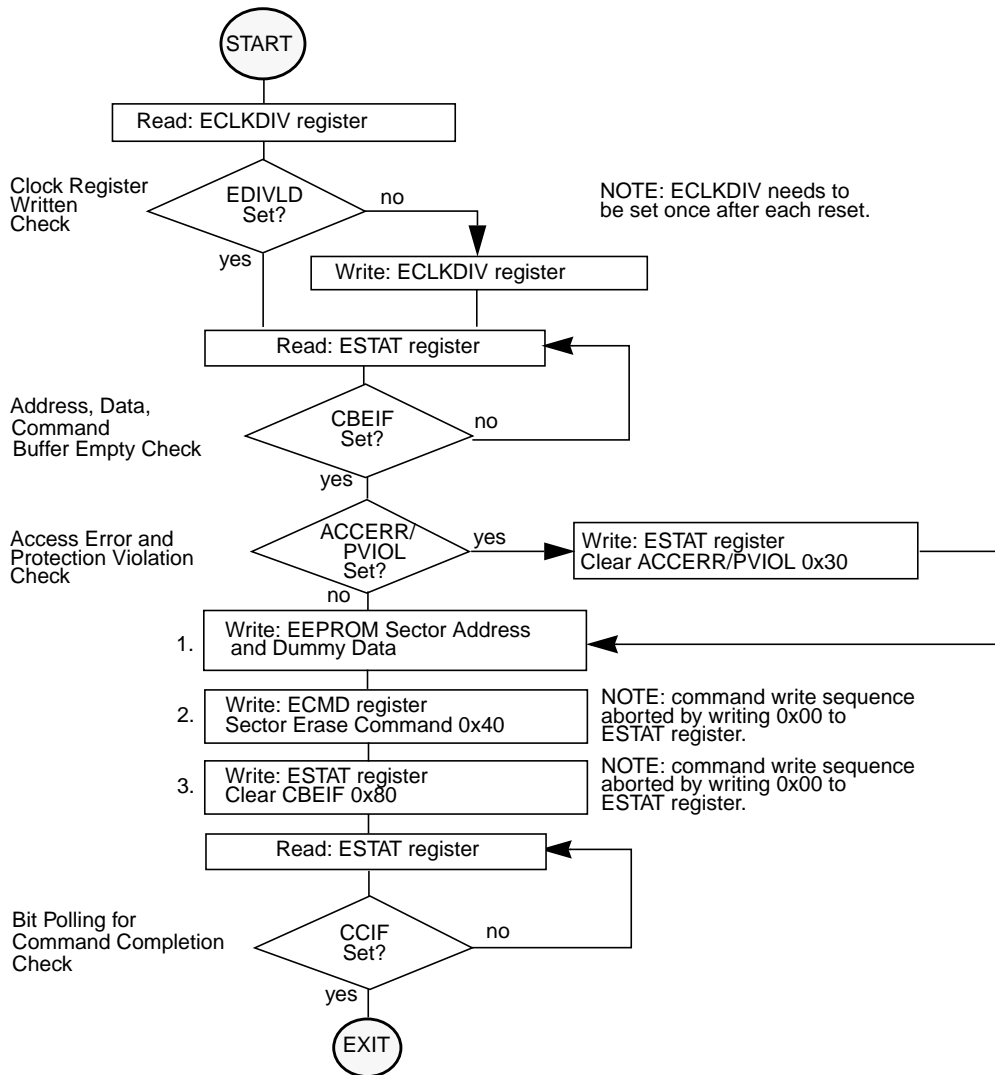 START
Read: ECLKDIV register
Clock Register
Written
Check
EDIVLD
Set?
no
yes
NOTE: ECLKDIV needs to
be set once after each reset.
Write: ECLKDIV register
Read: ESTAT register
Address, Data,
Command
Buffer Empty Check
CBEIF
Set?
no
yes
Access Error and
Protection Violation
Check
ACCERR/
PVIOL
Set?
yes
no
Write: ESTAT register
Clear ACCERR/PVIOL 0x30
1.
Write: EEPROM Sector Address
and Dummy Data
2.
Write: ECMD register
Sector Erase Command 0x40
NOTE: command write sequence
aborted by writing 0x00 to
ESTAT register.
3.
Write: ESTAT register
Clear CBEIF 0x80
NOTE: command write sequence
aborted by writing 0x00 to
ESTAT register.
Read: ESTAT register
Bit Polling for
Command Completion
Check
CCIF
Set?
no
yes
EXIT